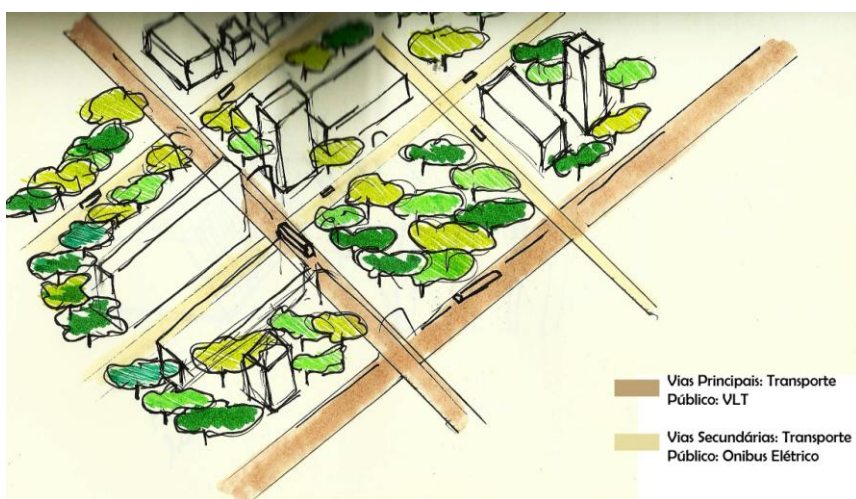 Vias Principais: Transporte
Público: VLT
Vias Secundárias: Transporte
Público: Onibus Elétrico